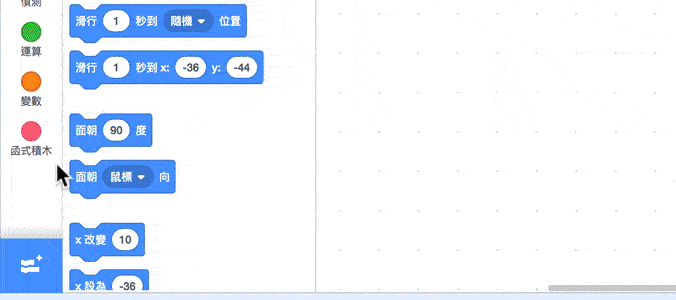 偵測
運算
變數
函式積木
滑行 1 秒到 隨機 位置
滑行 1 秒到 x: -36 y: -44
面朝 90 度
面朝 鼠標 向
x 改變 10
x 設為 -36